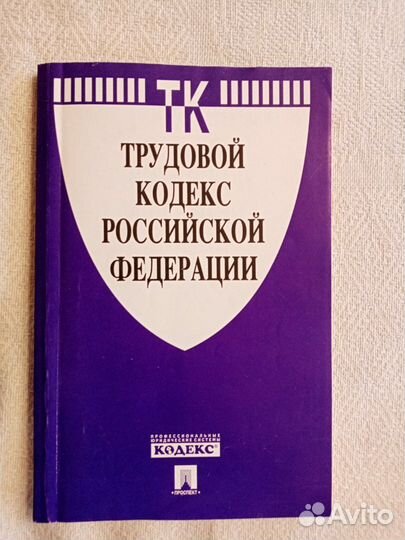 ТК
ТРУДОВОЙ
КОДЕКС
РОССИЙСКОЙ
ФЕДЕРАЦИИ
ПРОФЕССИОНАЛЬНЫЕ
ЮРИДИЧЕСКИЕ СИСТЕМЫ
КОДЕКС®
•ПРОСПЕКТ•
Avito